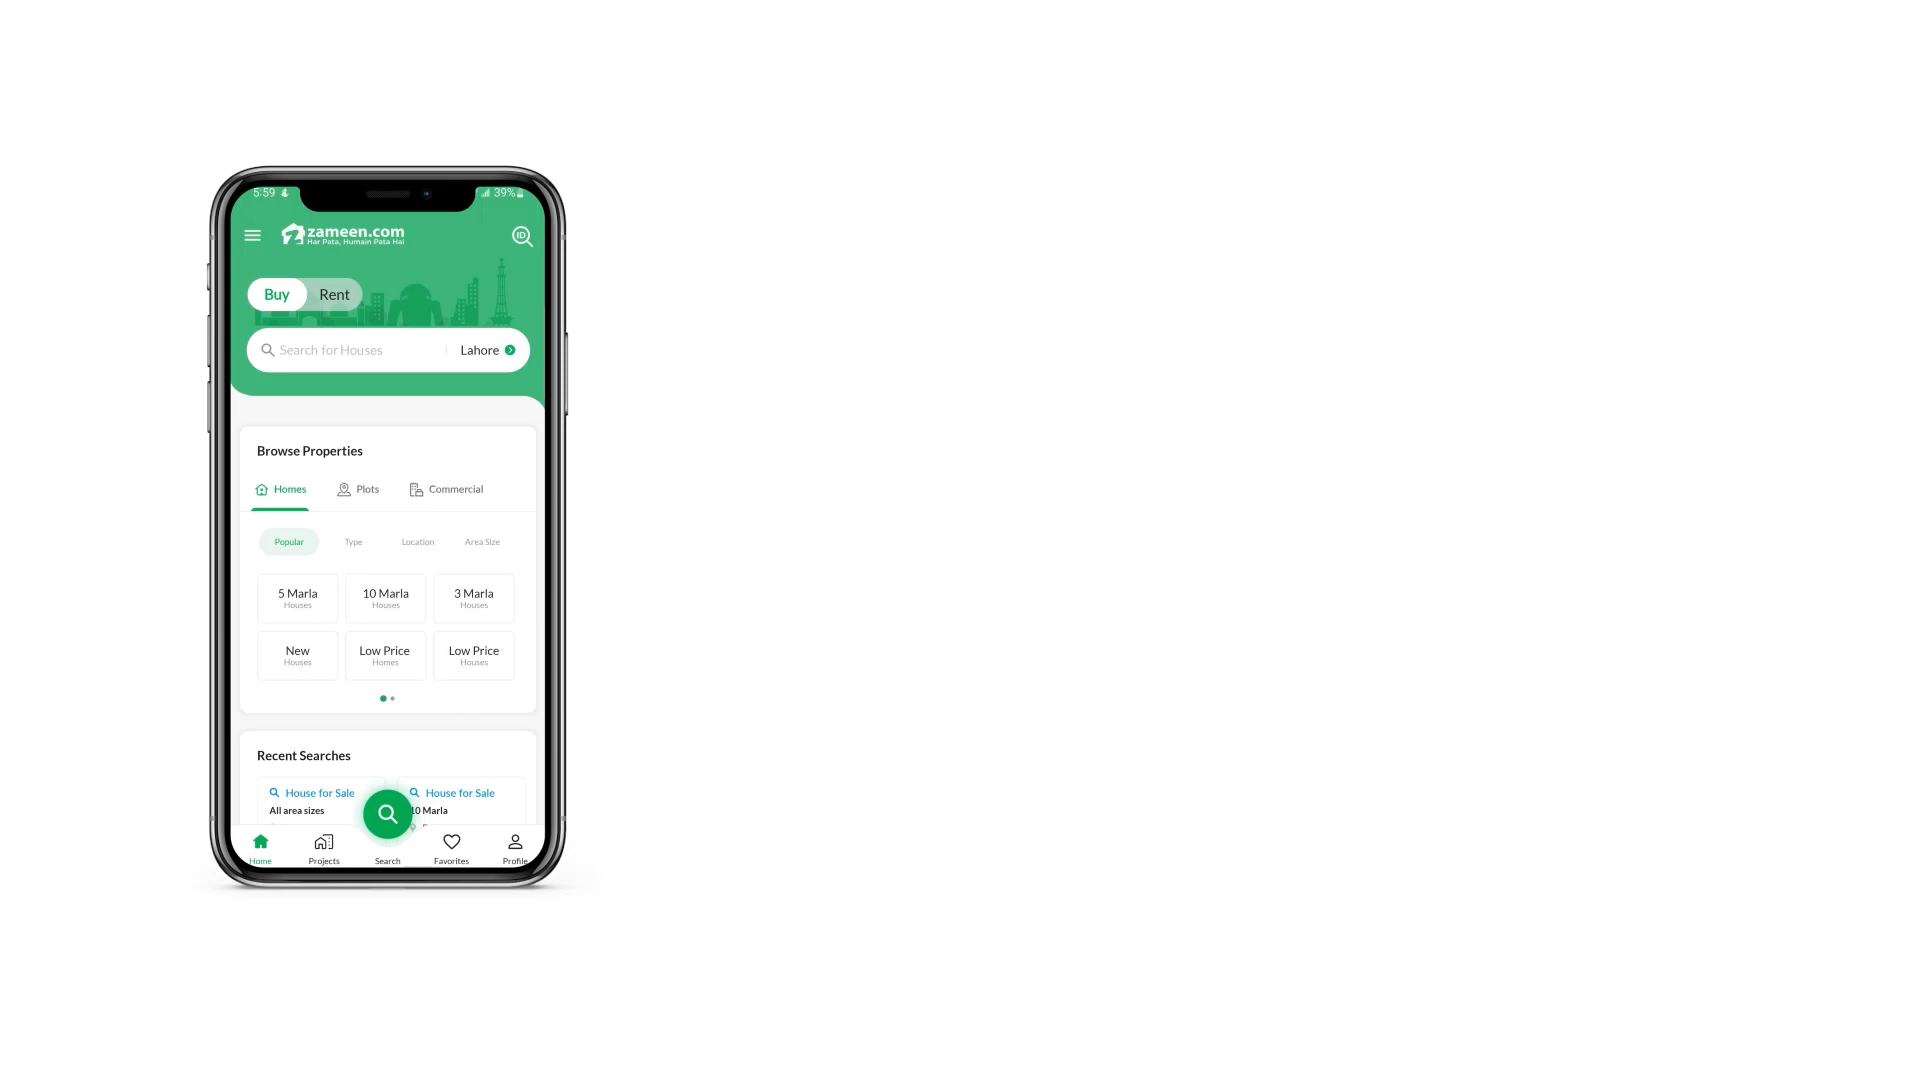 5:59
39%
zameen.com
Har Pata, Humain Pata Hai
ID
Buy Rent
Search for Houses Lahore
Browse Properties
Homes Plots Commercial
Popular Type Location Area Size
5 Marla 10 Marla 3 Marla
Houses Houses Houses
New Low Price Low Price
Houses Homes Houses
Recent Searches
House for Sale House for Sale
All area sizes 10 Marla
Home Projects Search Favorites Profile